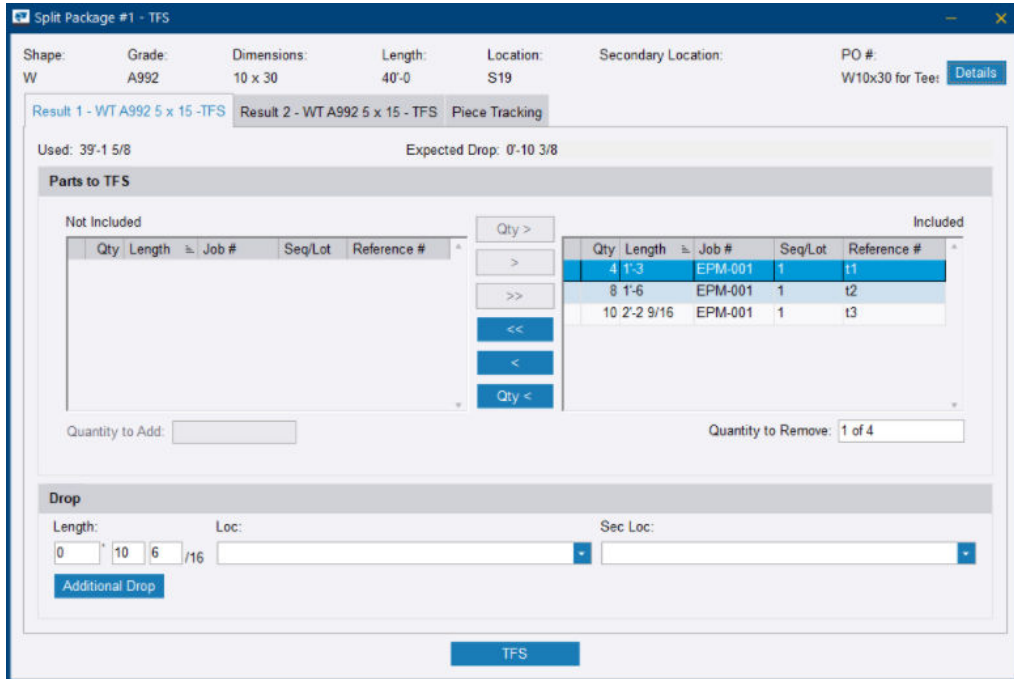 Split Package #1 - TFS
Shape: Grade: Dimensions: Length: Location: Secondary Location: PO #:
W A992 10 x 30 40'-0 S19 W10x30 for Tees Details
Result 1 - WT A992 5 x 15 -TFS Result 2 - WT A992 5 x 15 - TFS Piece Tracking
Used: 39'-1 5/8 Expected Drop: 0'-10 3/8
Parts to TFS
Not Included Qty > Included
Qty Length Job # Seq/Lot Reference # Qty Length Job # Seq/Lot Reference #
> 4 1'-3 EPM-001 1 t1
>> 8 1'-6 EPM-001 1 t2
10 2'-2 9/16 EPM-001 1 t3
<<
<
Qty <
Quantity to Add: Quantity to Remove: 1 of 4
Drop
Length: Loc: Sec Loc:
0 ' 10 6 /16
Additional Drop
TFS